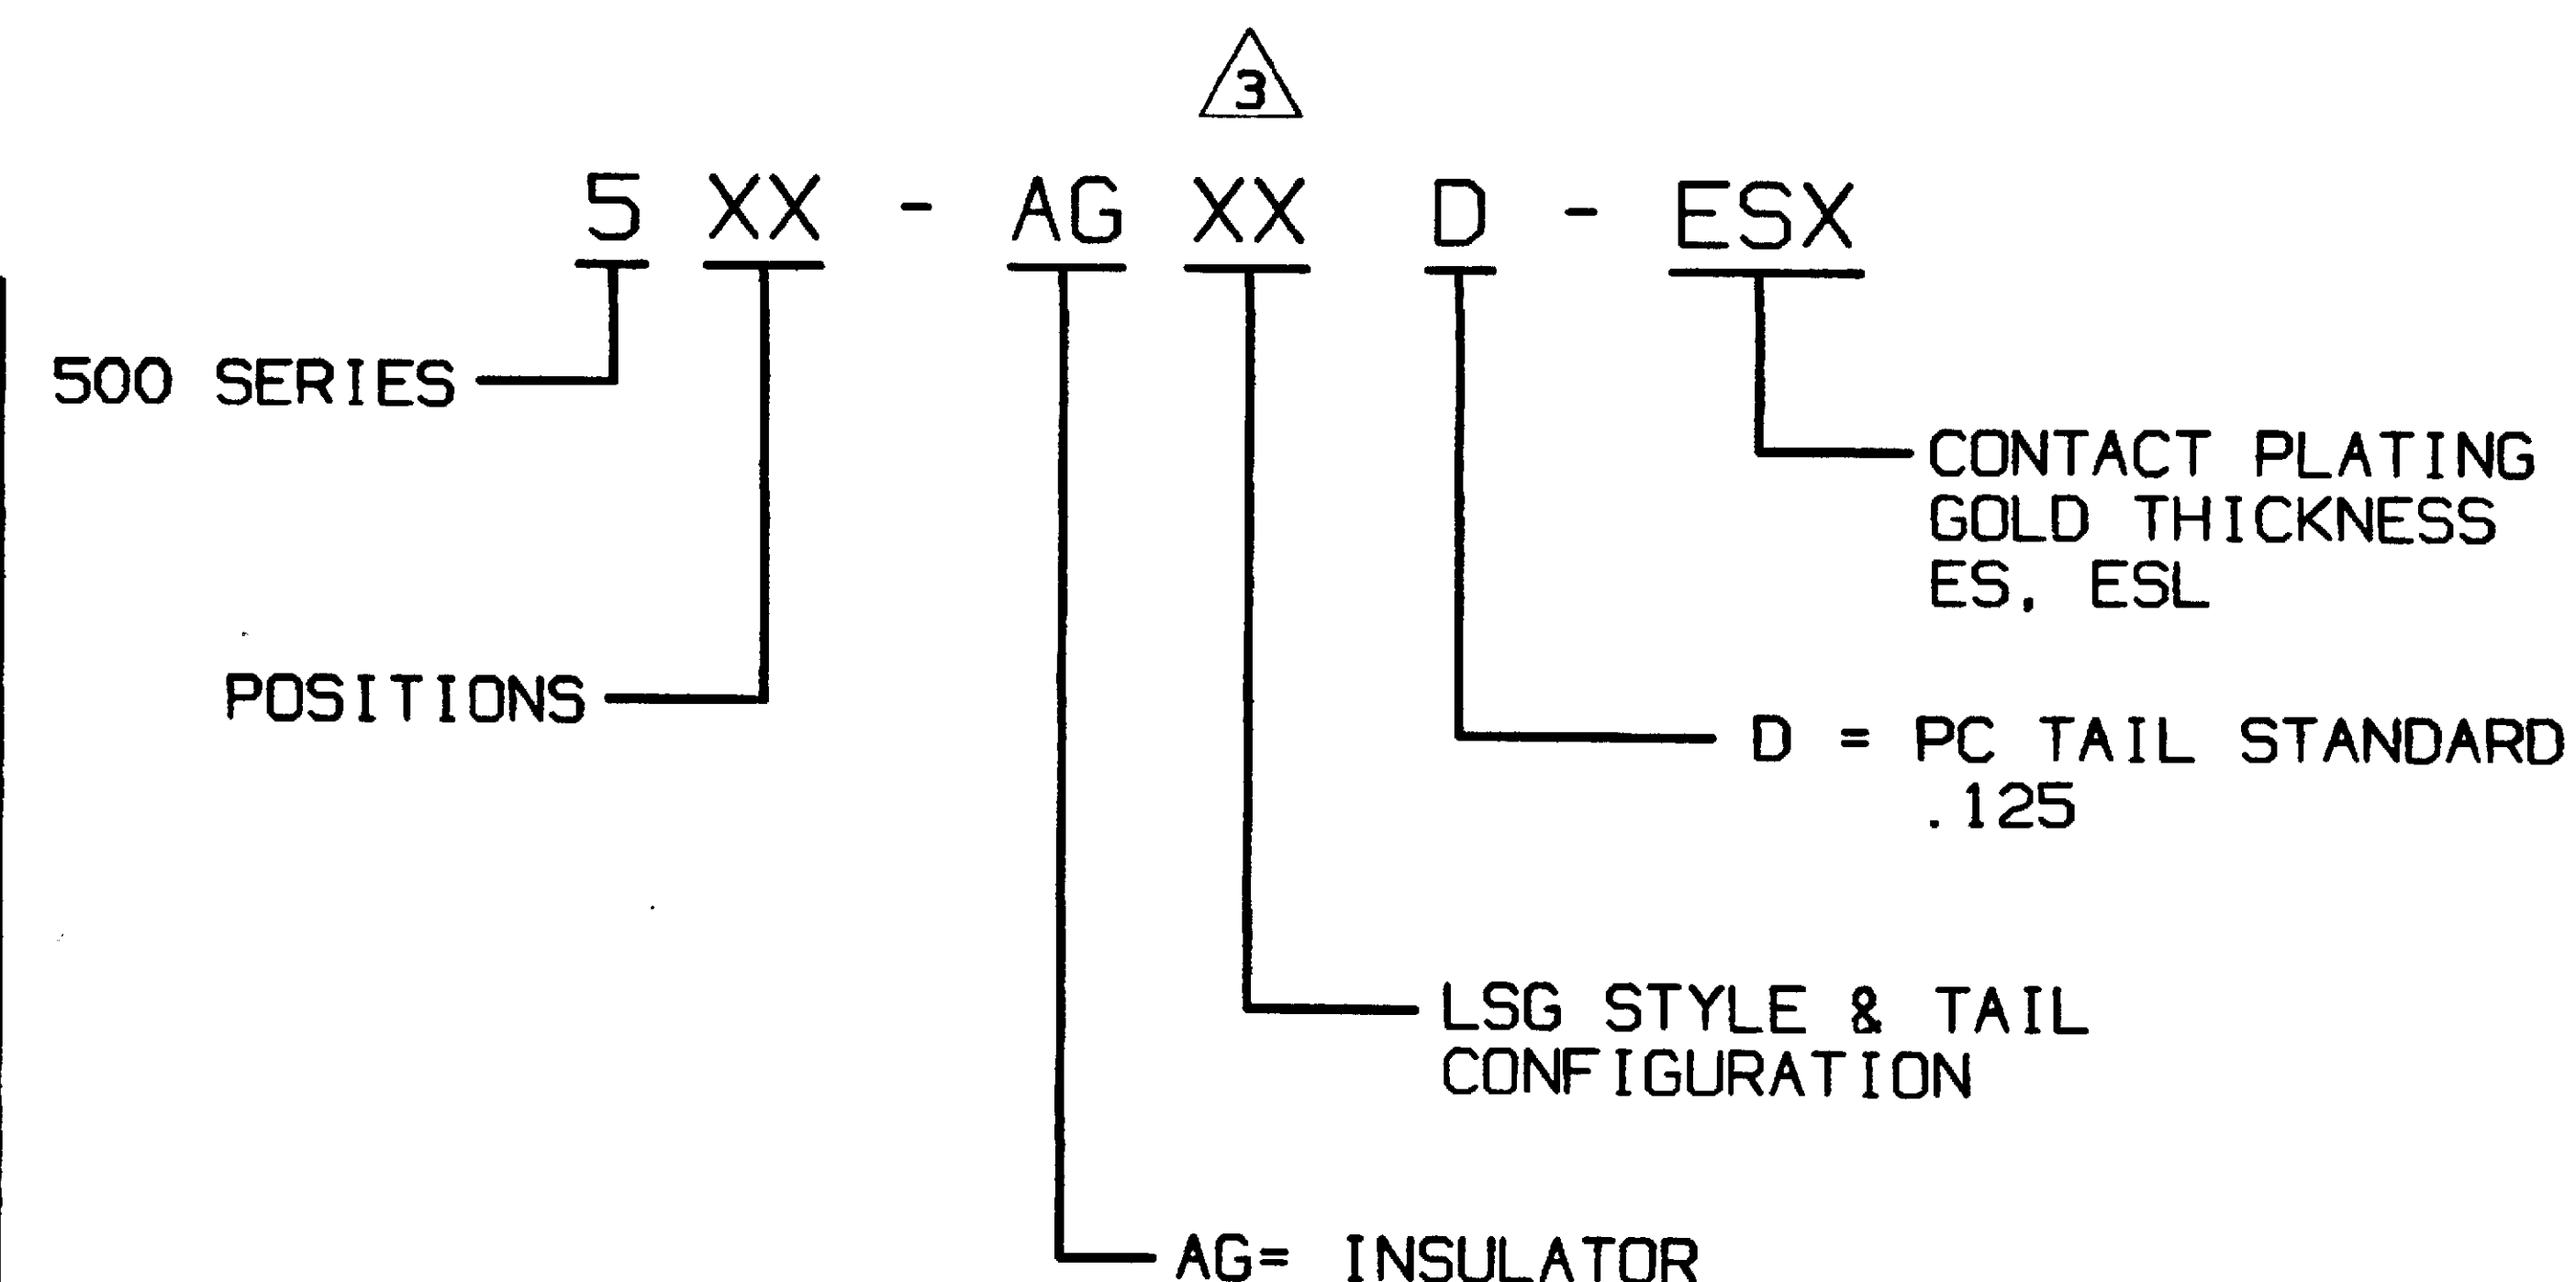 3
5 XX - AG XX D - ESX
500 SERIES
CONTACT PLATING
GOLD THICKNESS
ES, ESL
POSITIONS
D = PC TAIL STANDARD
.125
LSG STYLE & TAIL
CONFIGURATION
AG= INSULATOR